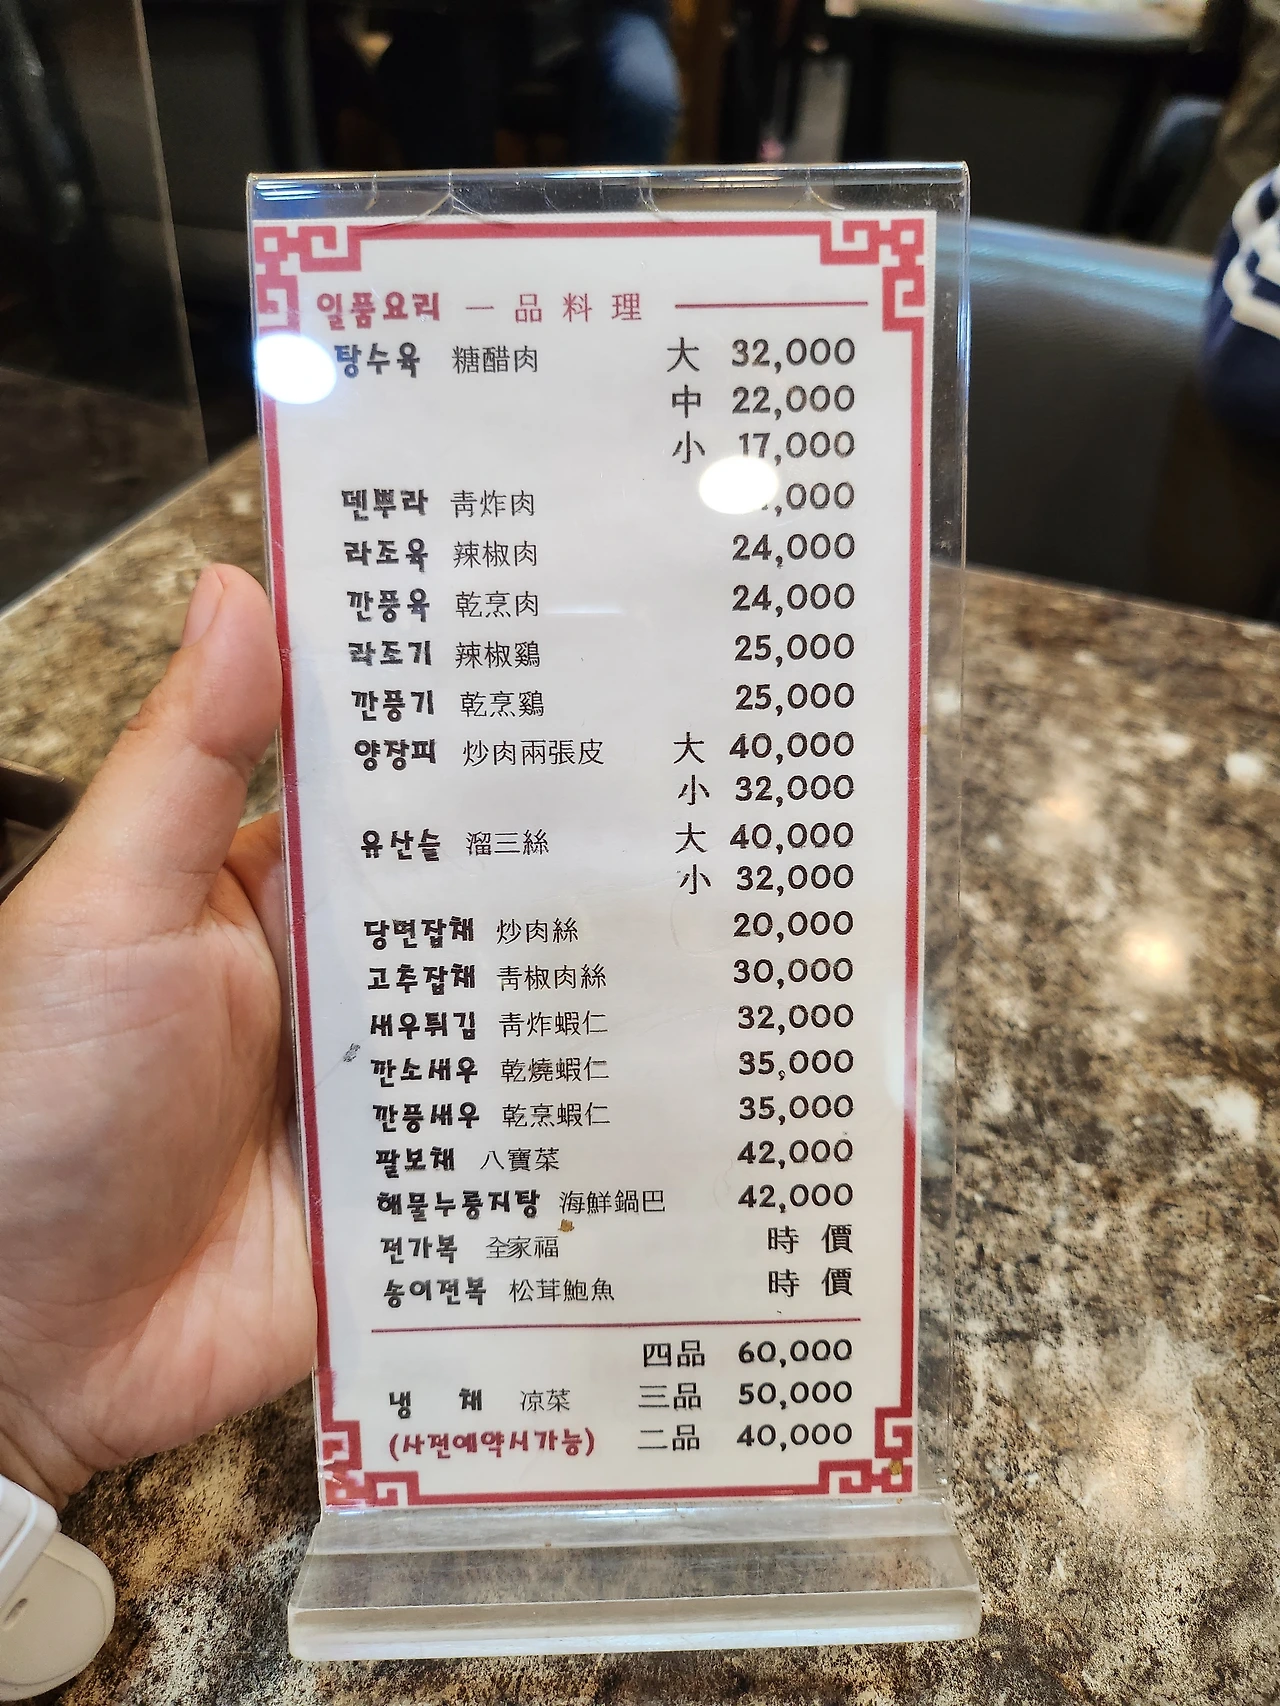 일품요리 一品料理
탕수육 糖醋肉 大 32,000
中 22,000
小 17,000
덴뿌라 靑炸肉 ,000
라조육 辣椒肉 24,000
깐풍육 乾烹肉 24,000
라조기 辣椒鷄 25,000
깐풍기 乾烹鷄 25,000
양장피 炒肉兩張皮 大 40,000
小 32,000
유산슬 溜三絲 大 40,000
小 32,000
당면잡채 炒肉絲 20,000
고추잡채 靑椒肉絲 30,000
새우튀김 靑炸蝦仁 32,000
깐소새우 乾燒蝦仁 35,000
깐풍새우 乾烹蝦仁 35,000
팔보채 八寶菜 42,000
해물누룽지탕 海鮮鍋巴 42,000
전가복 全家福 時價
송이전복 松茸鮑魚 時價
四品 60,000
냉채 凉菜 三品 50,000
(사전예약시가능) 二品 40,000